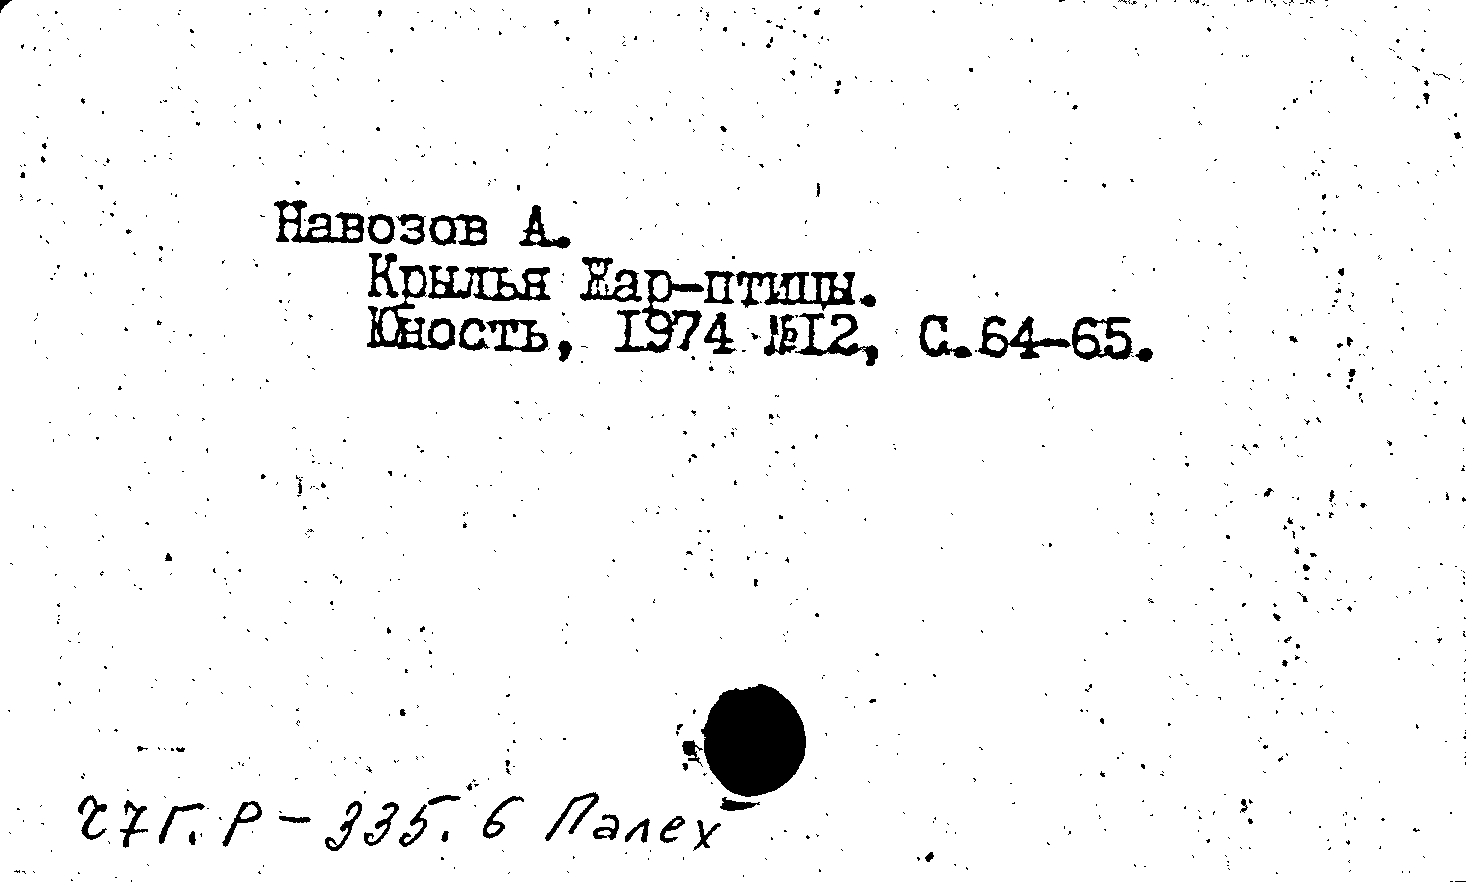 Навозов А.
Крылья Жар-птицы.
Юность, 1974 №12, С.64-65.
27Г.Р-335.6 Палех